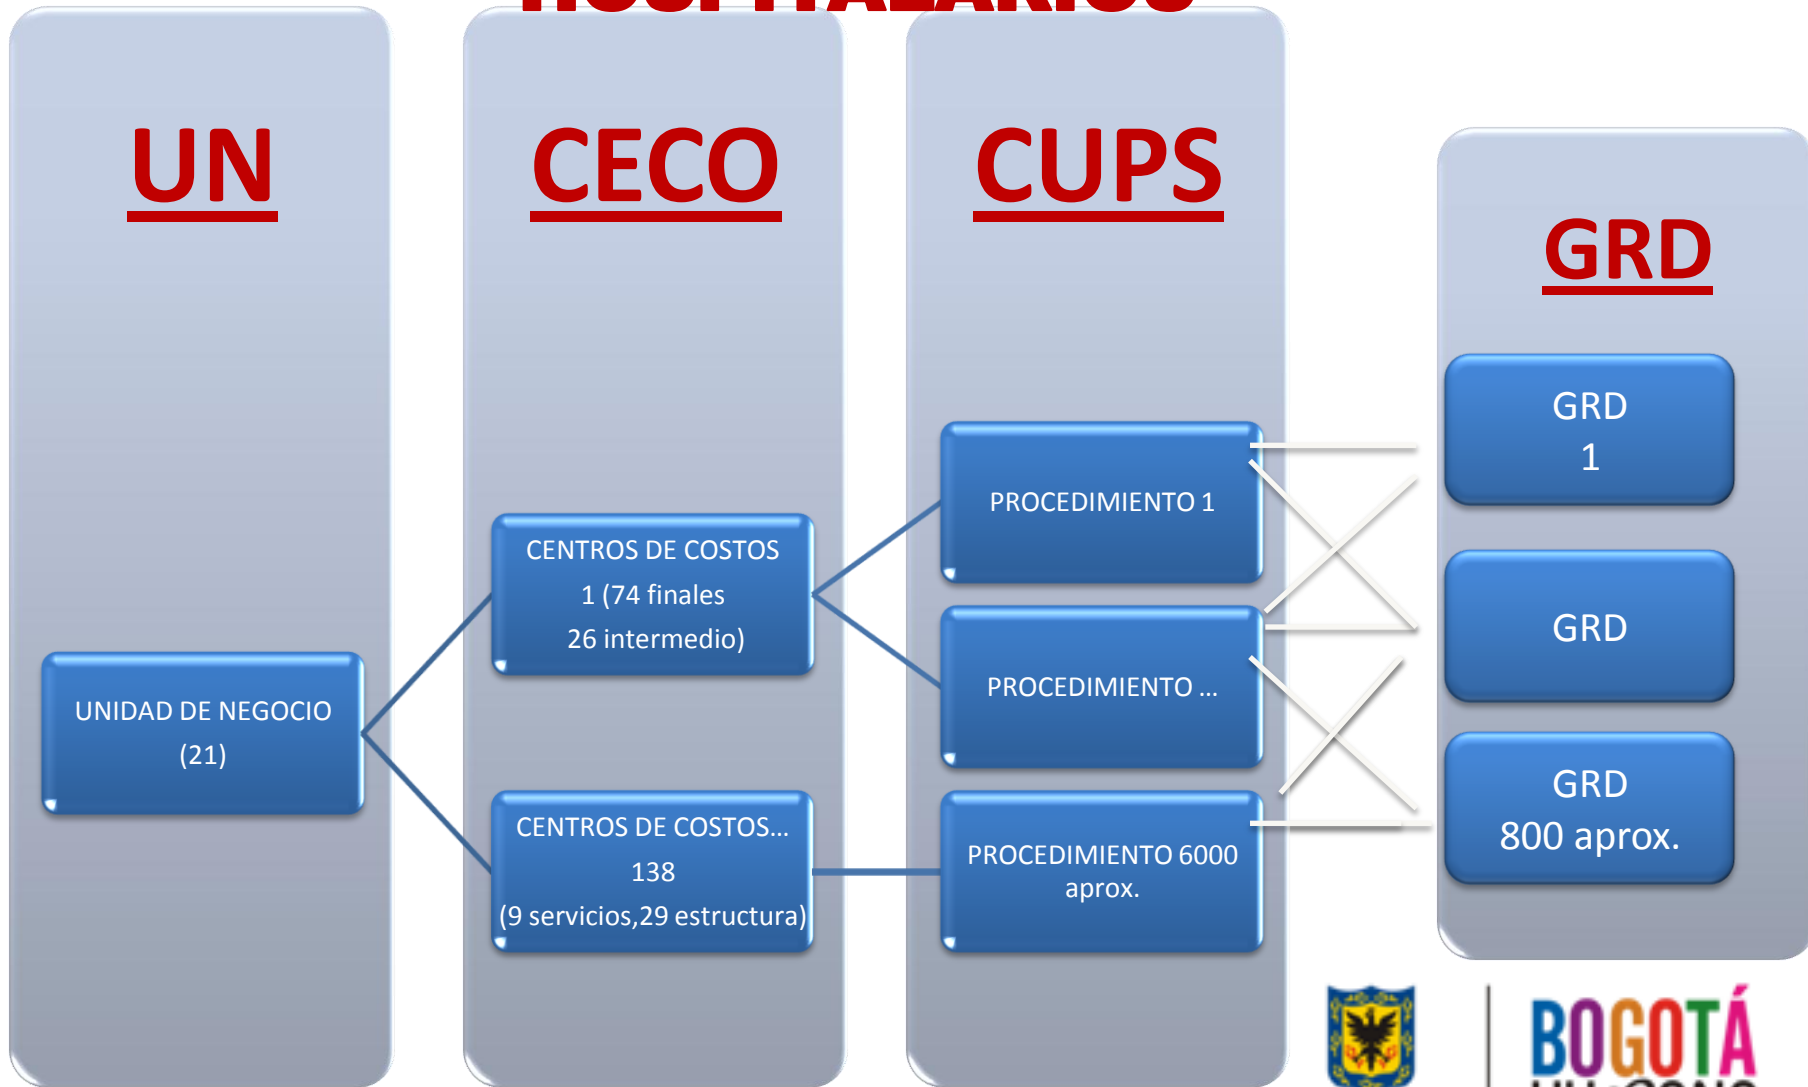 HOSPITALARIOS
UN
CECO
CUPS
GRD
UNIDAD DE NEGOCIO
(21)
CENTROS DE COSTOS
1 (74 finales
26 intermedio)
CENTROS DE COSTOS...
138
(9 servicios,29 estructura)
PROCEDIMIENTO 1
PROCEDIMIENTO ...
PROCEDIMIENTO 6000
aprox.
GRD
1
GRD
GRD
800 aprox.
BOGOTÁ